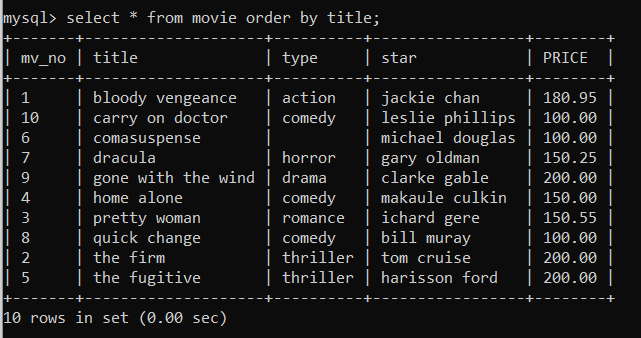 mysql> select * from movie order by title;
+-------+--------------------+----------+-----------------+--------+
| mv_no | title              | type     | star            | PRICE  |
+-------+--------------------+----------+-----------------+--------+
| 1     | bloody vengeance   | action   | jackie chan     | 180.95 |
| 10    | carry on doctor    | comedy   | leslie phillips | 100.00 |
| 6     | comasuspense       |          | michael douglas | 100.00 |
| 7     | dracula            | horror   | gary oldman     | 150.25 |
| 9     | gone with the wind | drama    | clarke gable    | 200.00 |
| 4     | home alone         | comedy   | makaule culkin  | 150.00 |
| 3     | pretty woman       | romance  | ichard gere     | 150.55 |
| 8     | quick change       | comedy   | bill muray      | 100.00 |
| 2     | the firm           | thriller | tom cruise      | 200.00 |
| 5     | the fugitive       | thriller | harisson ford   | 200.00 |
+-------+--------------------+----------+-----------------+--------+
10 rows in set (0.00 sec)